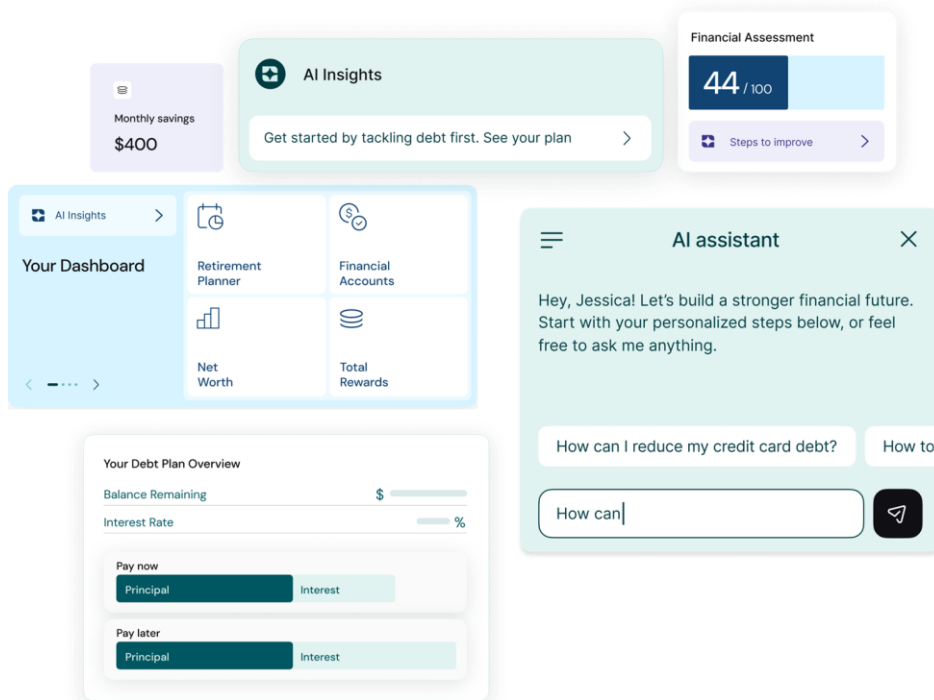 Monthly savings
$400
AI Insights
Get started by tackling debt first. See your plan
Financial Assessment
44 / 100
Steps to improve
AI Insights
Your Dashboard
Retirement
Planner
Financial
Accounts
Net
Worth
Total
Rewards
AI assistant
Hey, Jessica! Let’s build a stronger financial future.
Start with your personalized steps below, or feel
free to ask me anything.
How can I reduce my credit card debt?
How to
How can
Your Debt Plan Overview
Balance Remaining $
Interest Rate %
Pay now
Principal Interest
Pay later
Principal Interest